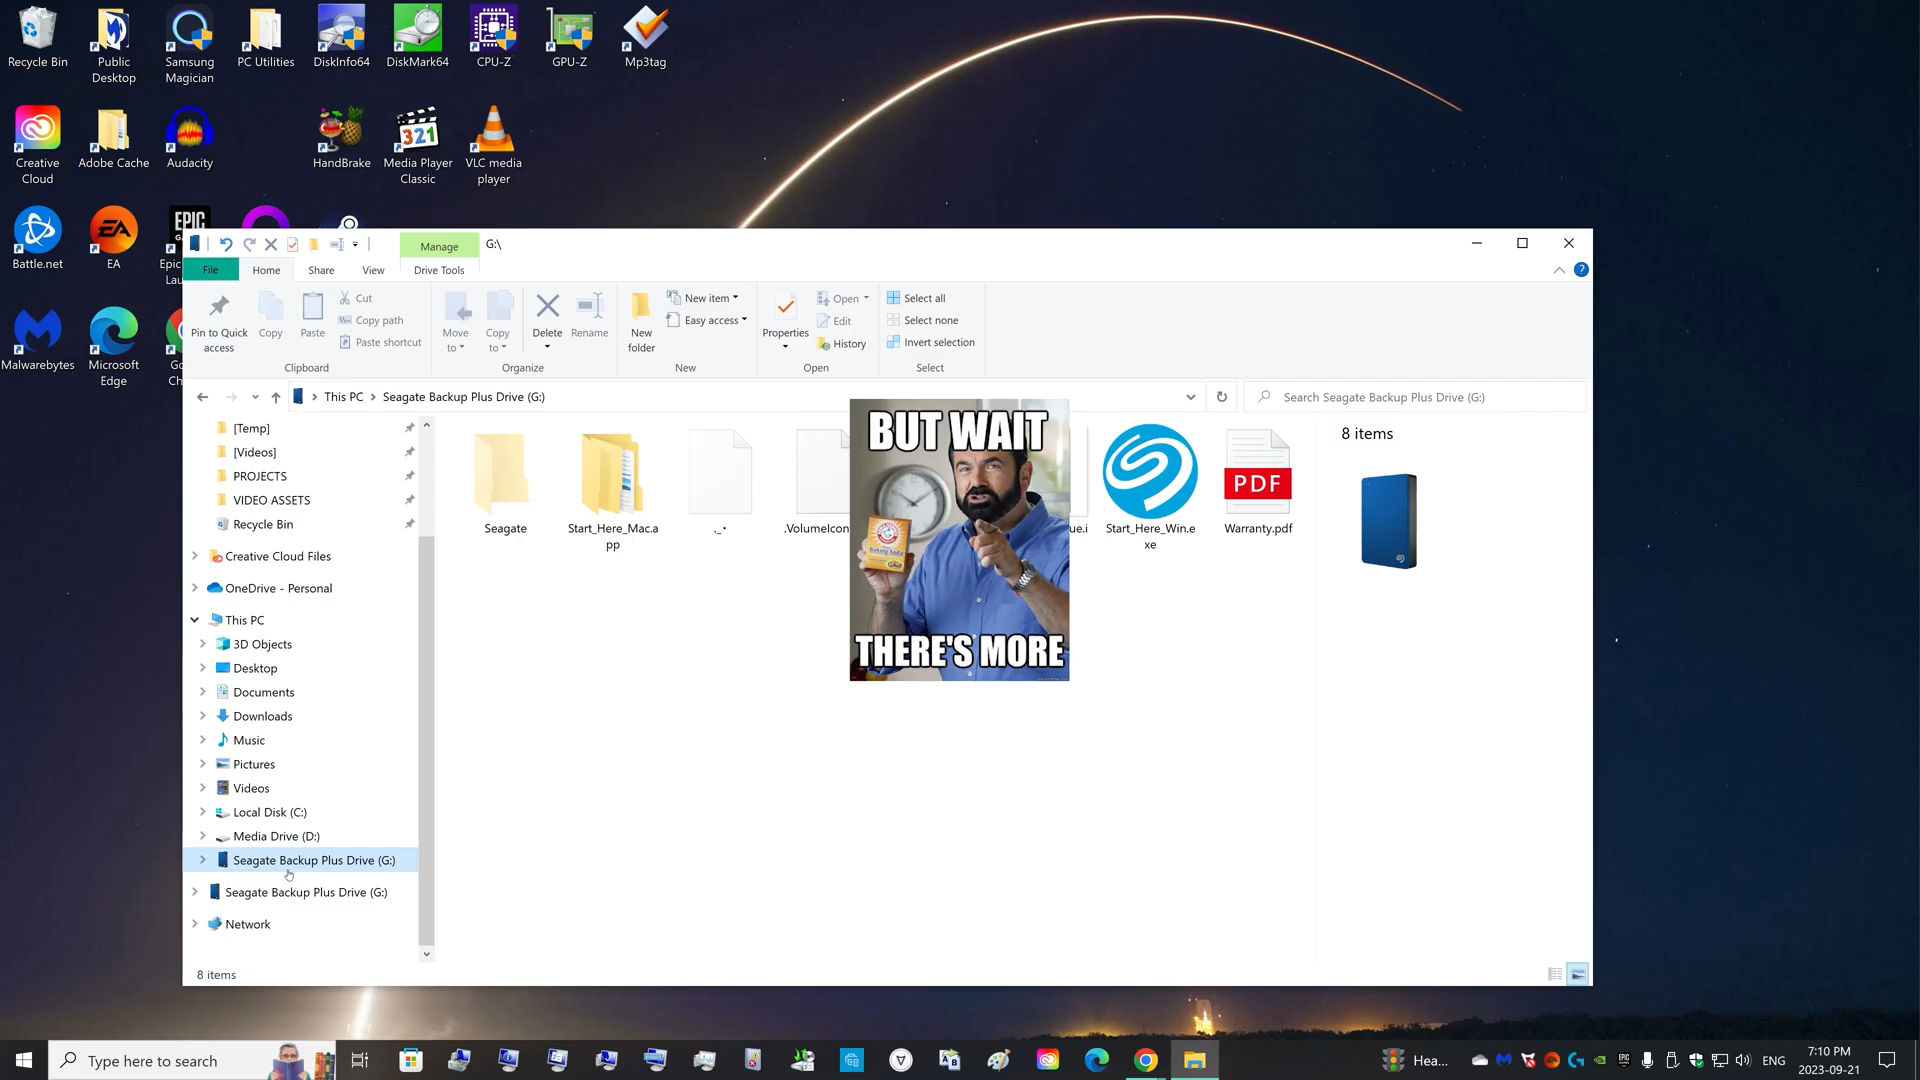 Recycle Bin
Public Desktop
Samsung Magician
PC Utilities
DiskInfo64
DiskMark64
CPU-Z
GPU-Z
Mp3tag
Creative Cloud
Adobe Cache
Audacity
HandBrake
321
Media Player Classic
VLC media player
Battle.net
EA
EPIC
Epic
Malwarebytes
Microsoft Edge
Manage
G:\
File
Home
Share
View
Drive Tools
Pin to Quick access
Copy
Paste
Cut
Copy path
Paste shortcut
Clipboard
Move to
Copy to
Delete
Rename
Organize
New folder
New item
Easy access
New
Properties
Open
Edit
History
Open
Select all
Select none
Invert selection
Select
This PC
Seagate Backup Plus Drive (G:)
Search Seagate Backup Plus Drive (G:)
[Temp]
[Videos]
PROJECTS
VIDEO ASSETS
Recycle Bin
Creative Cloud Files
OneDrive - Personal
This PC
3D Objects
Desktop
Documents
Downloads
Music
Pictures
Videos
Local Disk (C:)
Media Drive (D:)
Seagate Backup Plus Drive (G:)
Seagate Backup Plus Drive (G:)
Network
Seagate
Start_Here_Mac.app
._.
.VolumeIcon
ue.i
Start_Here_Win.exe
PDF
Warranty.pdf
8 items
BUT WAIT
THERE'S MORE
8 items
Type here to search
Hea...
ENG
7:10 PM
2023-09-21